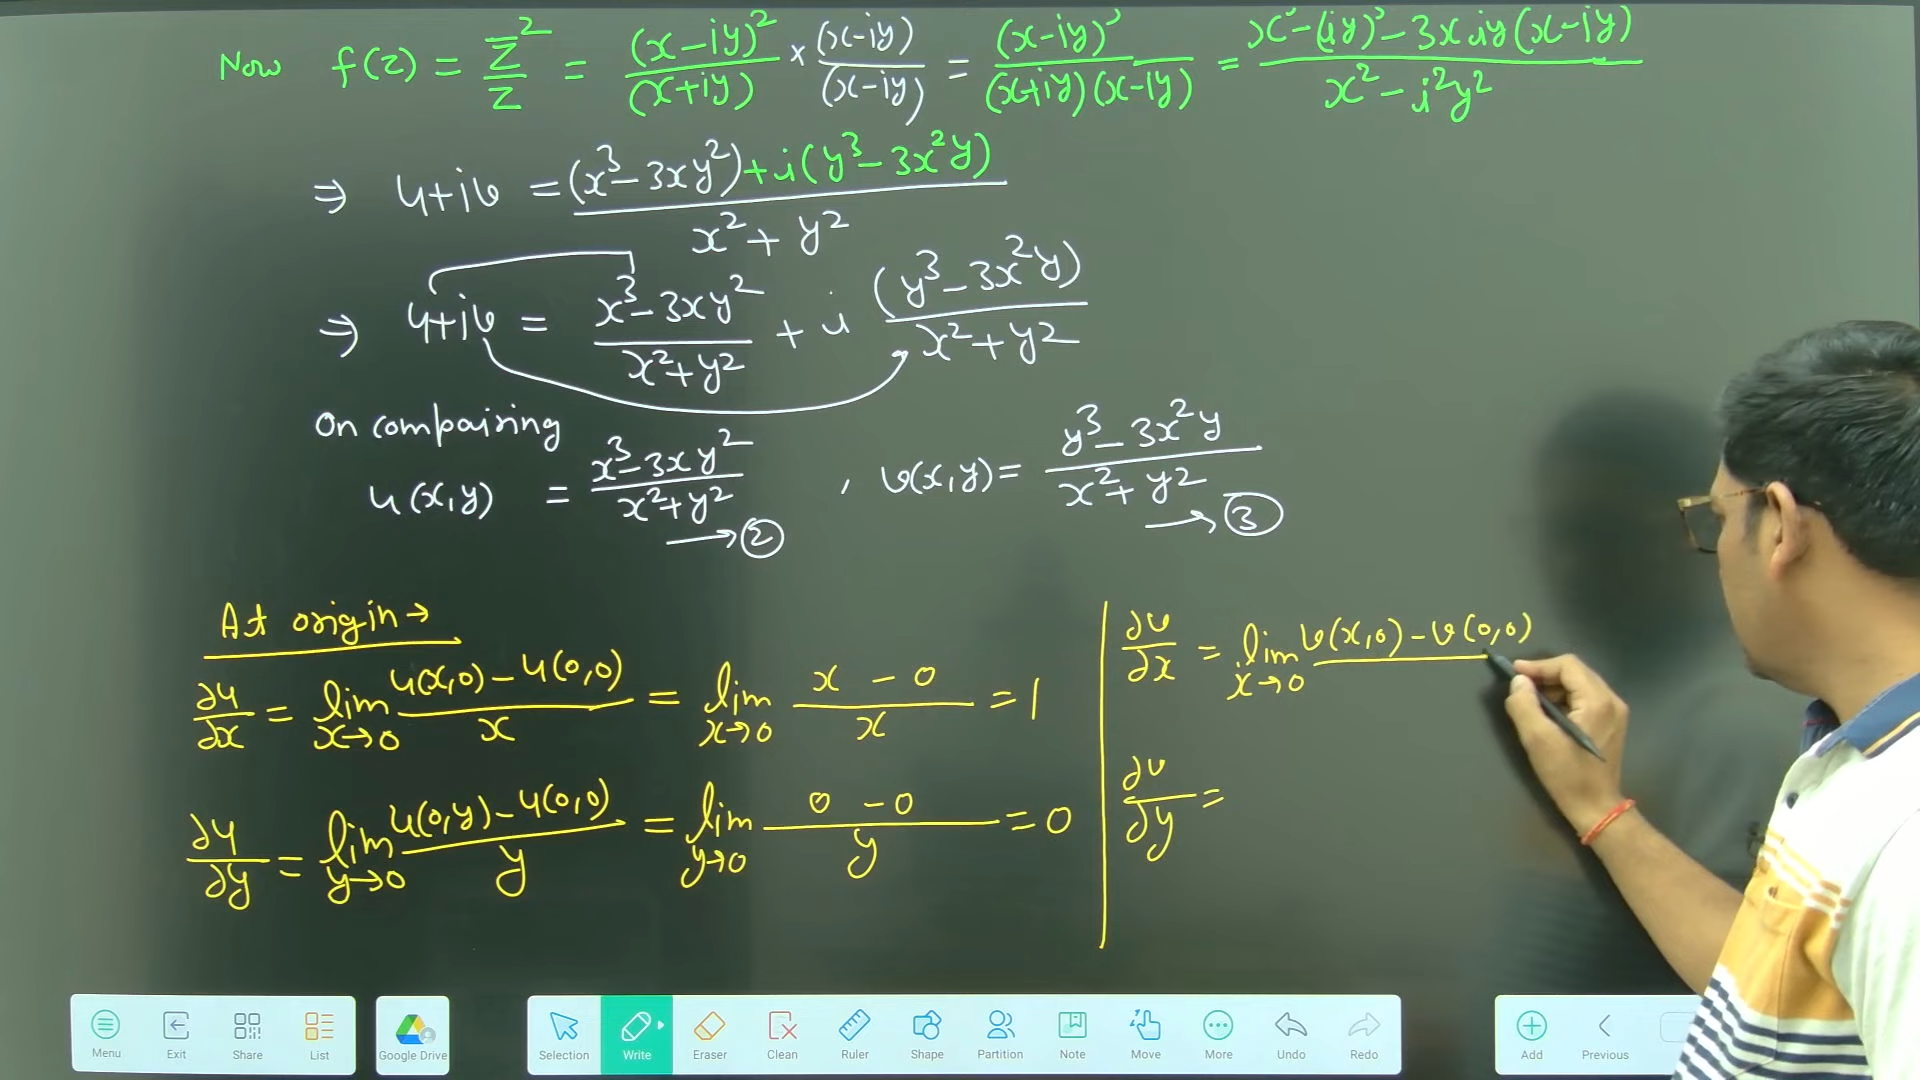 Now f(z) = z̅²/z = (x-iy)²/(x+iy) × (x-iy)/(x-iy) = (x-iy)³/(x+iy)(x-iy) = x³-(iy)³-3x iy(x-iy)/x²-i²y²
⇒ u+iv = (x³-3xy²)+i(y³-3x²y)/x²+y²
⇒ u+iv = x³-3xy²/x²+y² + i (y³-3x²y)/x²+y²
On compairing
u(x,y) = x³-3xy²/x²+y² →② , v(x,y) = y³-3x²y/x²+y² →③
At origin→
∂u/∂x = lim x→0 u(x,0)-u(0,0)/x = lim x→0 x-0/x = 1
∂u/∂y = lim y→0 u(0,y)-u(0,0)/y = lim y→0 0-0/y = 0
∂v/∂x = lim x→0 v(x,0)-v(0,0)
∂v/∂y =
Menu Exit Share List Google Drive Selection Write Eraser Clean Ruler Shape Partition Note Move More Undo Redo Add Previous